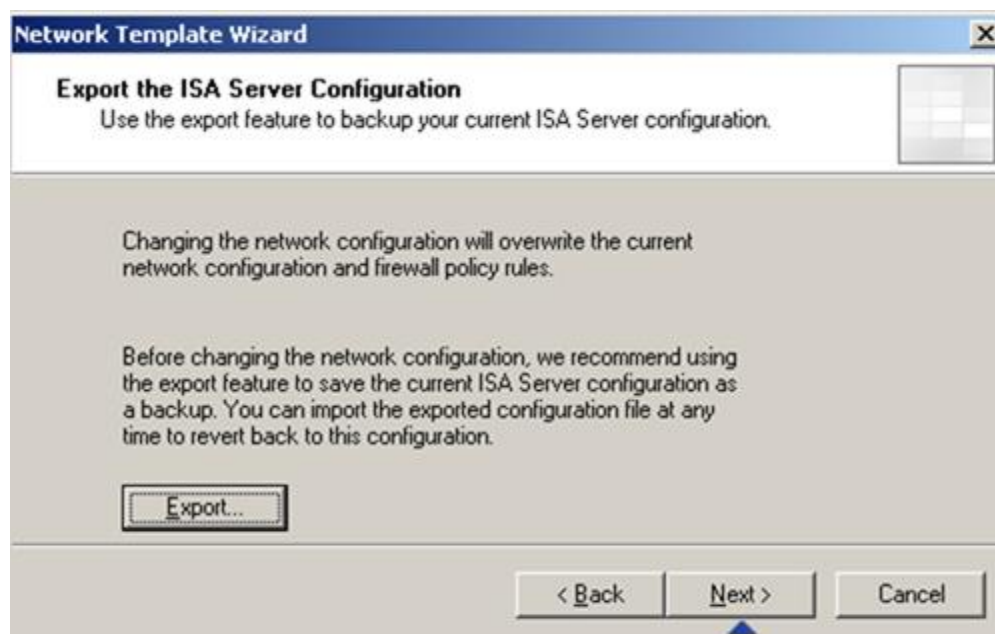 Network Template Wizard
Export the ISA Server Configuration
Use the export feature to backup your current ISA Server configuration.
Changing the network configuration will overwrite the current
network configuration and firewall policy rules.
Before changing the network configuration, we recommend using
the export feature to save the current ISA Server configuration as
a backup. You can import the exported configuration file at any
time to revert back to this configuration.
Export...
< Back Next > Cancel